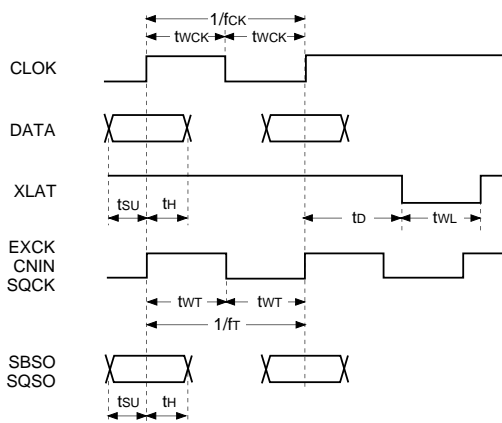 1/fCK
tWCK tWCK
CLOK
DATA
XLAT
tSU tH
tD tWL
EXCK
CNIN
SQCK
tWT tWT
1/fT
SBSO
SQSO
tSU tH